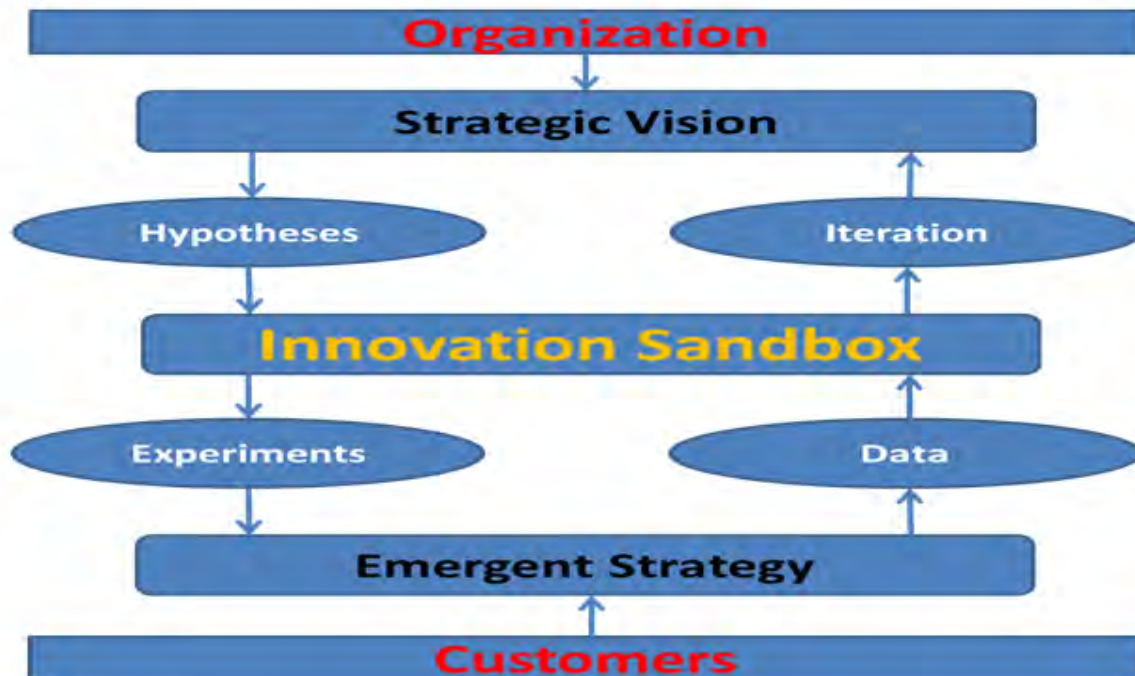 Organization
Strategic Vision
Hypotheses
Iteration
Innovation Sandbox
Experiments
Data
Emergent Strategy
Customers